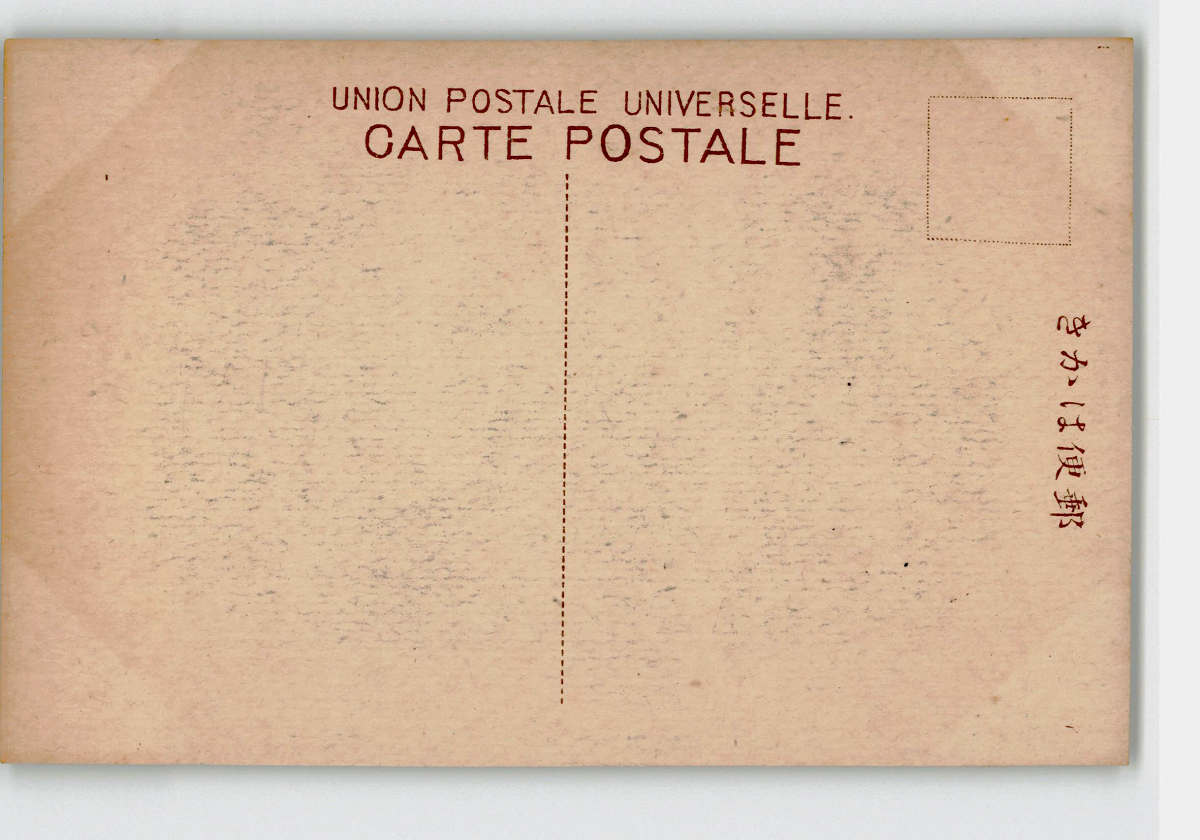 UNION POSTALE UNIVERSELLE.
CARTE POSTALE
郵便はかき